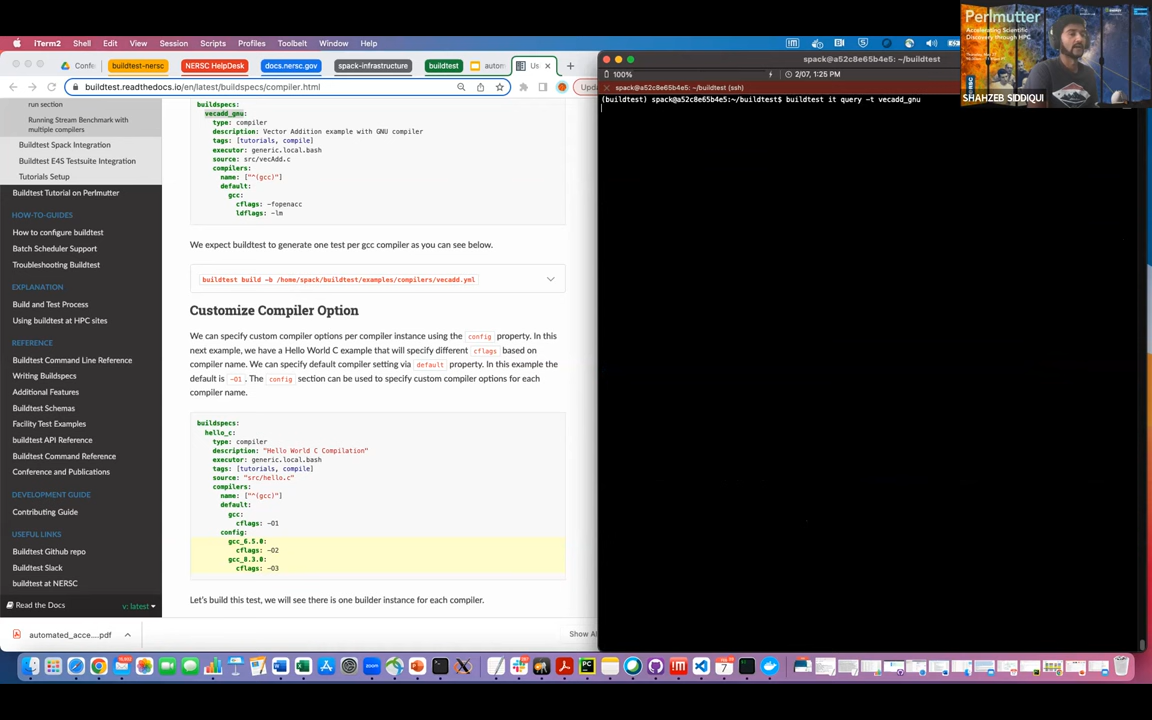 iTerm2 Shell Edit View Session Scripts Profiles Toolbelt Window Help
Perlmutter
Accelerating Scientific
Discovery through HPC
SHAHZEB SIDDIQUI
Confe
buildtest-nersc
NERSC HelpDesk
docs.nersc.gov
spack-infrastructure
buildtest
autom
Us
buildtest.readthedocs.io/en/latest/buildspecs/compiler.html
Upda
run section
Running Stream Benchmark with
multiple compilers
Buildtest Spack Integration
Buildtest E4S Testsuite Integration
Tutorials Setup
Buildtest Tutorial on Perlmutter
HOW-TO-GUIDES
How to configure buildtest
Batch Scheduler Support
Troubleshooting Buildtest
EXPLANATION
Build and Test Process
Using buildtest at HPC sites
REFERENCE
Buildtest Command Line Reference
Writing Buildspecs
Additional Features
Buildtest Schemas
Facility Test Examples
buildtest API Reference
Buildtest Command Reference
Conference and Publications
DEVELOPMENT GUIDE
Contributing Guide
USEFUL LINKS
Buildtest Github repo
Buildtest Slack
buildtest at NERSC
Read the Docs v: latest
buildspecs:
vecadd_gnu:
type: compiler
description: Vector Addition example with GNU compiler
tags: [tutorials, compile]
executor: generic.local.bash
source: src/vecAdd.c
compilers:
name: ["^(gcc)"]
default:
gcc:
cflags: -fopenacc
ldflags: -lm
We expect buildtest to generate one test per gcc compiler as you can see below.
buildtest build -b /home/spack/buildtest/examples/compilers/vecadd.yml
Customize Compiler Option
We can specify custom compiler options per compiler instance using the config property. In this
next example, we have a Hello World C example that will specify different cflags based on
compiler name. We can specify default compiler setting via default property. In this example the
default is -O1 . The config section can be used to specify custom compiler options for each
compiler name.
buildspecs:
hello_c:
type: compiler
description: "Hello World C Compilation"
executor: generic.local.bash
tags: [tutorials, compile]
source: "src/hello.c"
compilers:
name: ["^(gcc)"]
default:
gcc:
cflags: -O1
config:
gcc_6.5.0:
cflags: -O2
gcc_8.3.0:
cflags: -O3
Let's build this test, we will see there is one builder instance for each compiler.
automated_acce....pdf
Show Al
spack@a52c8e65b4e5: ~/buildtest
100% 2/07, 1:25 PM
spack@a52c8e65b4e5: ~/buildtest (ssh)
(buildtest) spack@a52c8e65b4e5:~/buildtest$ buildtest it query -t vecadd_gnu